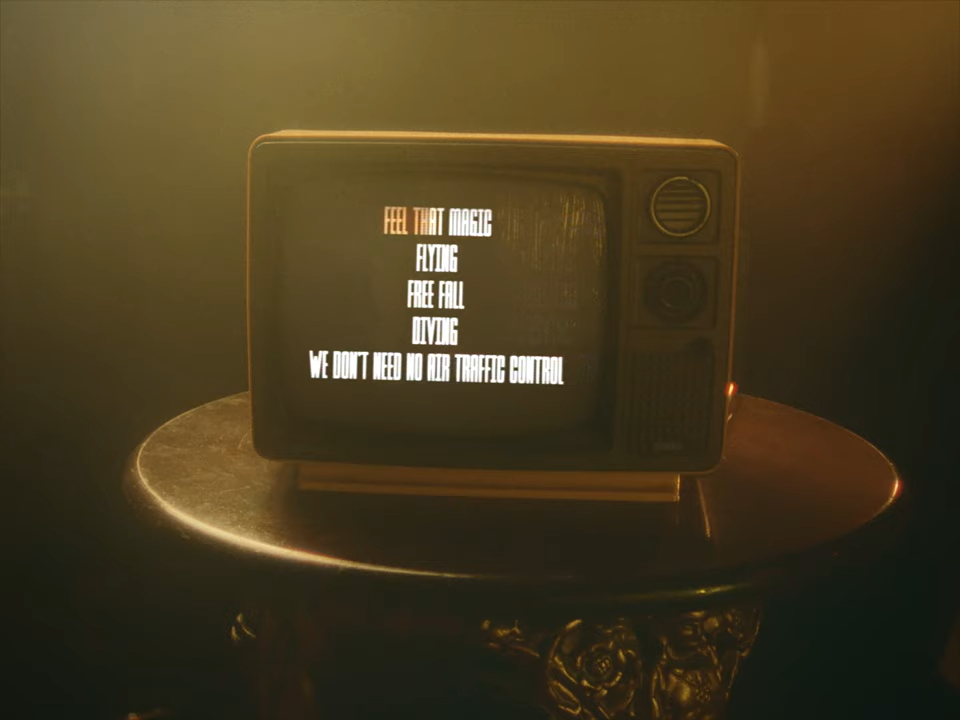 FEEL THAT MAGIC
FLYING
FREE FALL
DIVING
WE DON'T NEED NO AIR TRAFFIC CONTROL